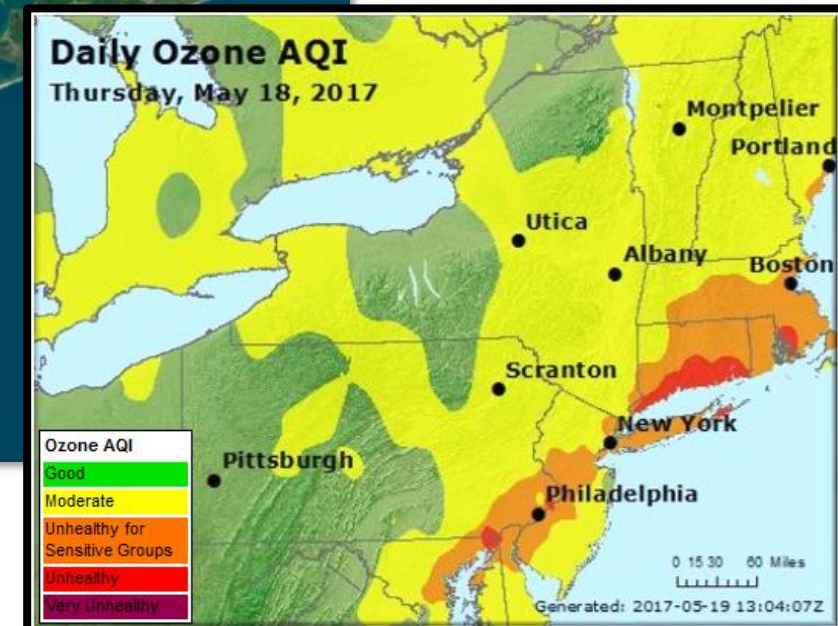 Daily Ozone AQI
Thursday, May 18, 2017
Montpelier
Portland
Utica
Albany
Boston
Scranton
New York
Pittsburgh
Philadelphia
Ozone AQI
Good
Moderate
Unhealthy for
Sensitive Groups
Unhealthy
Very Unhealthy
0 15 30 60 Miles
Generated: 2017-05-19 13:04:07Z